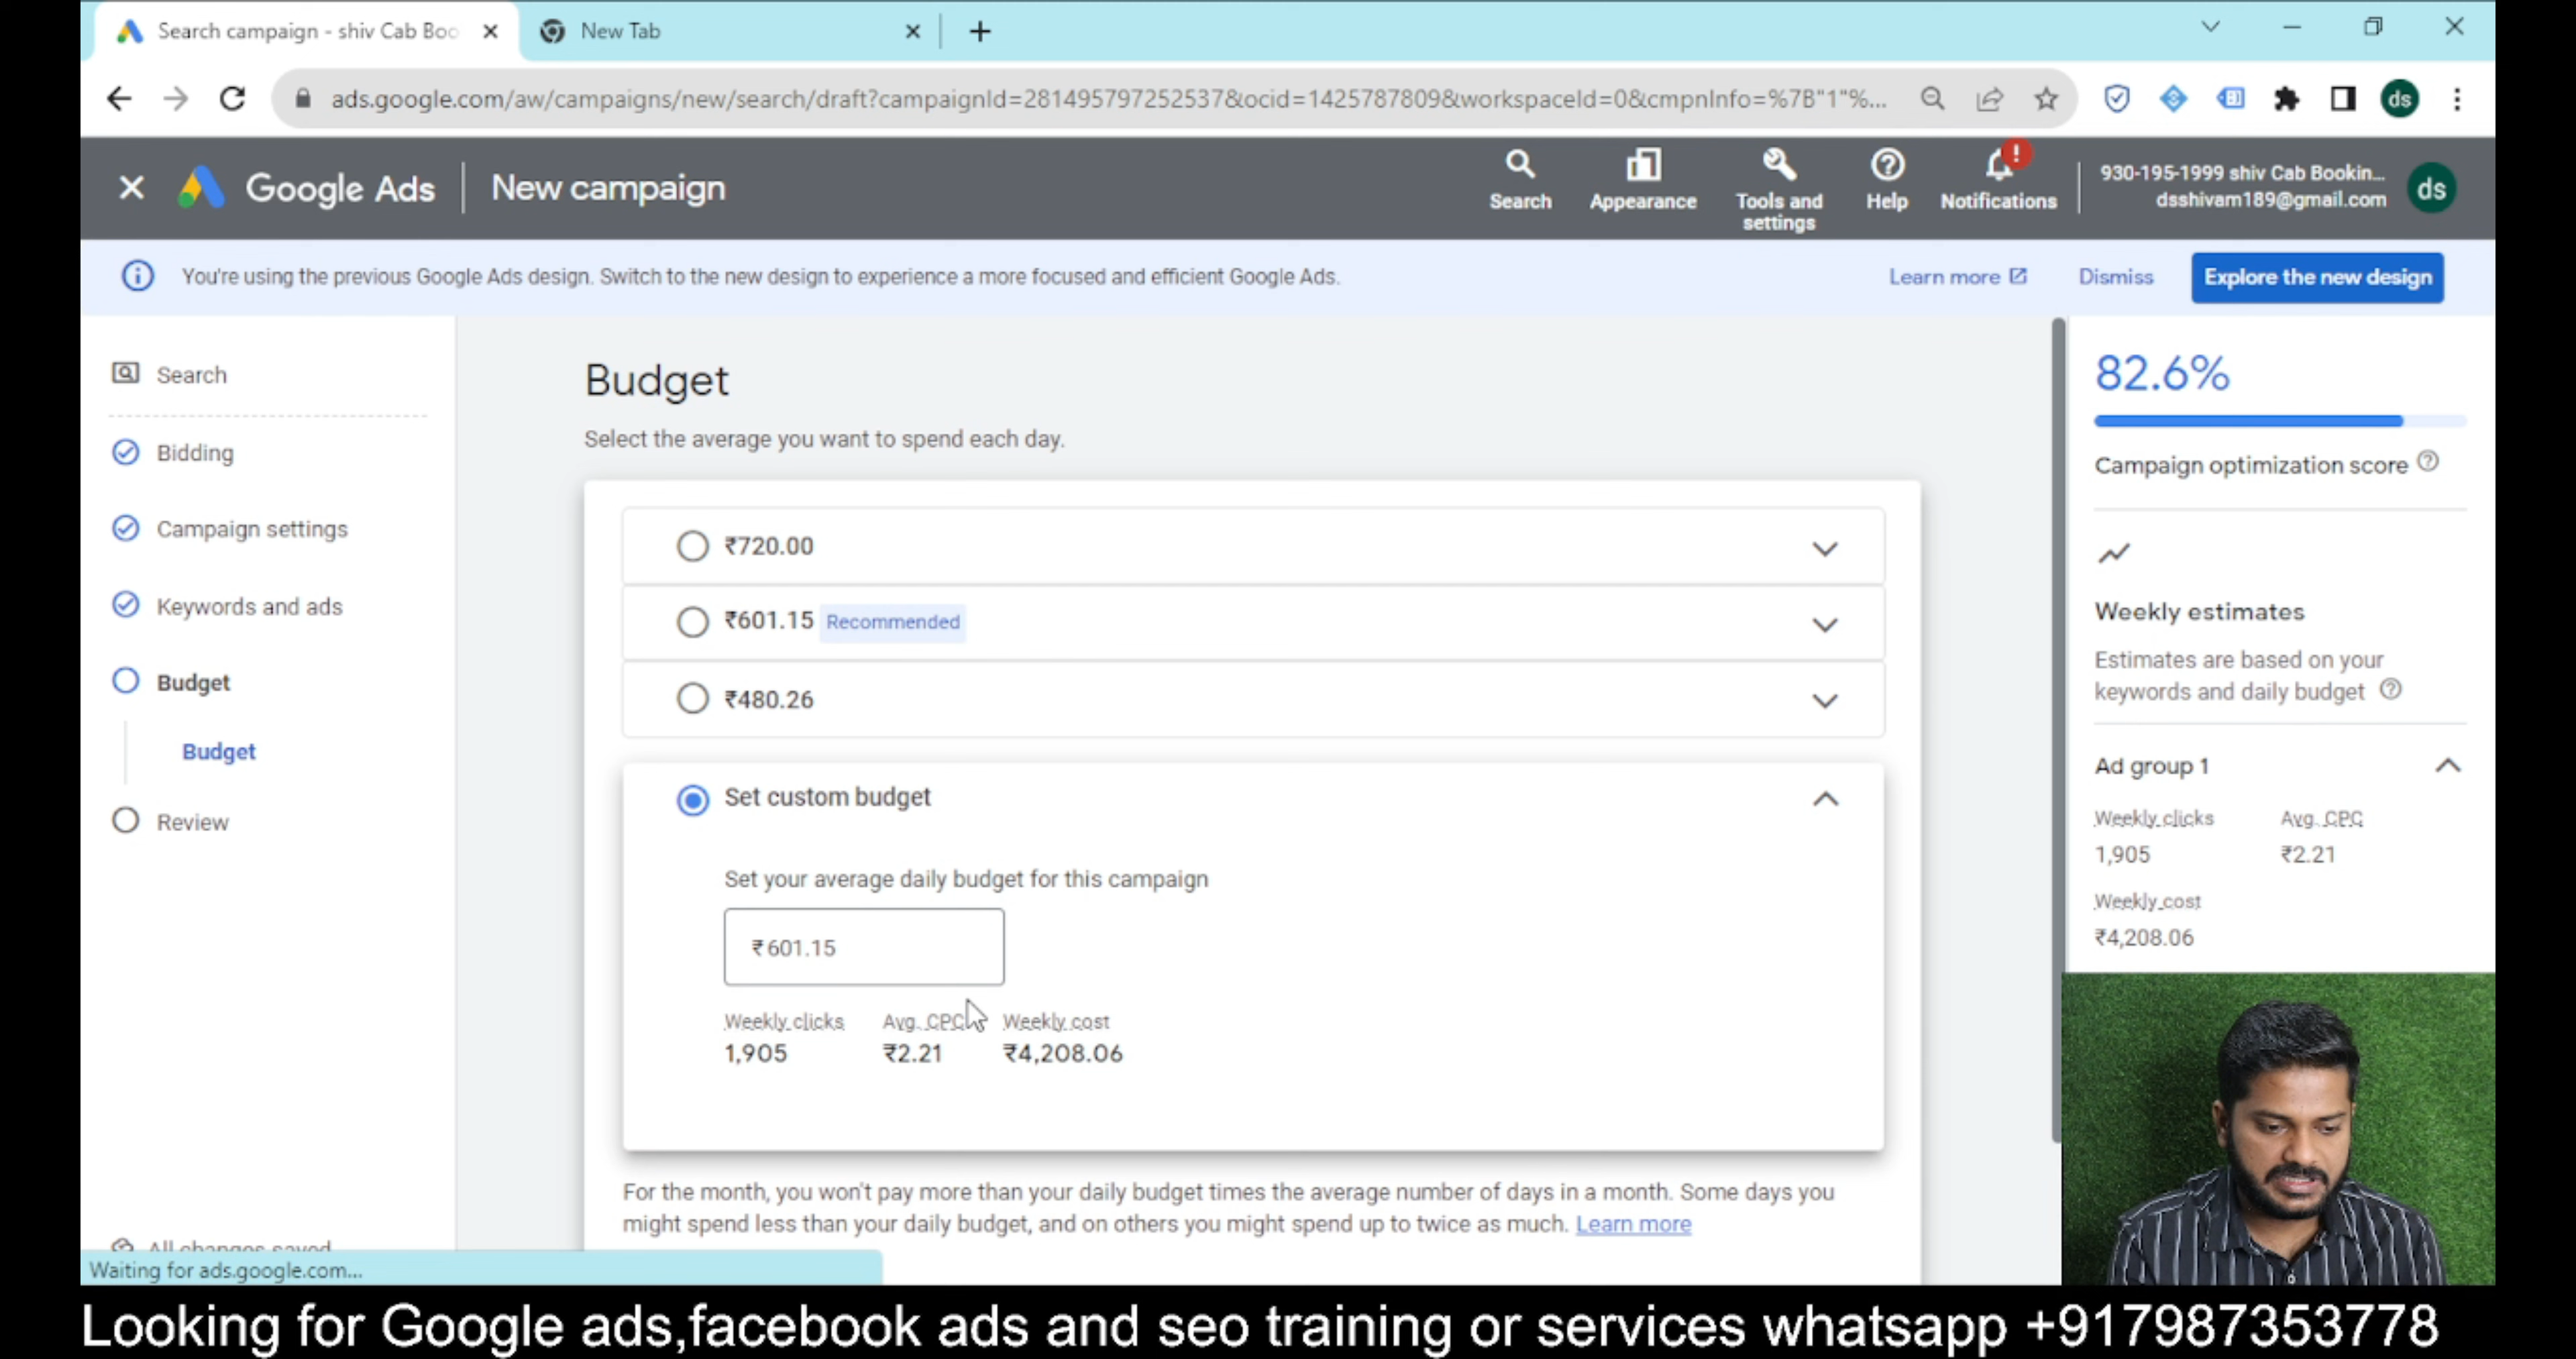 Search campaign - shiv Cab Boo
New Tab
ads.google.com/aw/campaigns/new/search/draft?campaignId=281495797252537&ocid=1425787809&workspaceId=0&cmpnInfo=%7B"1"%...
ds
Google Ads
New campaign
Search
Appearance
Tools and
settings
Help
Notifications
930-195-1999 shiv Cab Bookin...
dsshivam189@gmail.com
ds
You're using the previous Google Ads design. Switch to the new design to experience a more focused and efficient Google Ads.
Learn more
Dismiss
Explore the new design
Search
Bidding
Campaign settings
Keywords and ads
Budget
Budget
Review
All changes saved
Waiting for ads.google.com...
Budget
Select the average you want to spend each day.
₹720.00
₹601.15 Recommended
₹480.26
Set custom budget
Set your average daily budget for this campaign
₹601.15
Weekly clicks Avg. CPC Weekly cost
1,905 ₹2.21 ₹4,208.06
For the month, you won't pay more than your daily budget times the average number of days in a month. Some days you
might spend less than your daily budget, and on others you might spend up to twice as much. Learn more
82.6%
Campaign optimization score
Weekly estimates
Estimates are based on your
keywords and daily budget
Ad group 1
Weekly clicks Avg. CPC
1,905 ₹2.21
Weekly cost
₹4,208.06
Looking for Google ads,facebook ads and seo training or services whatsapp +917987353778